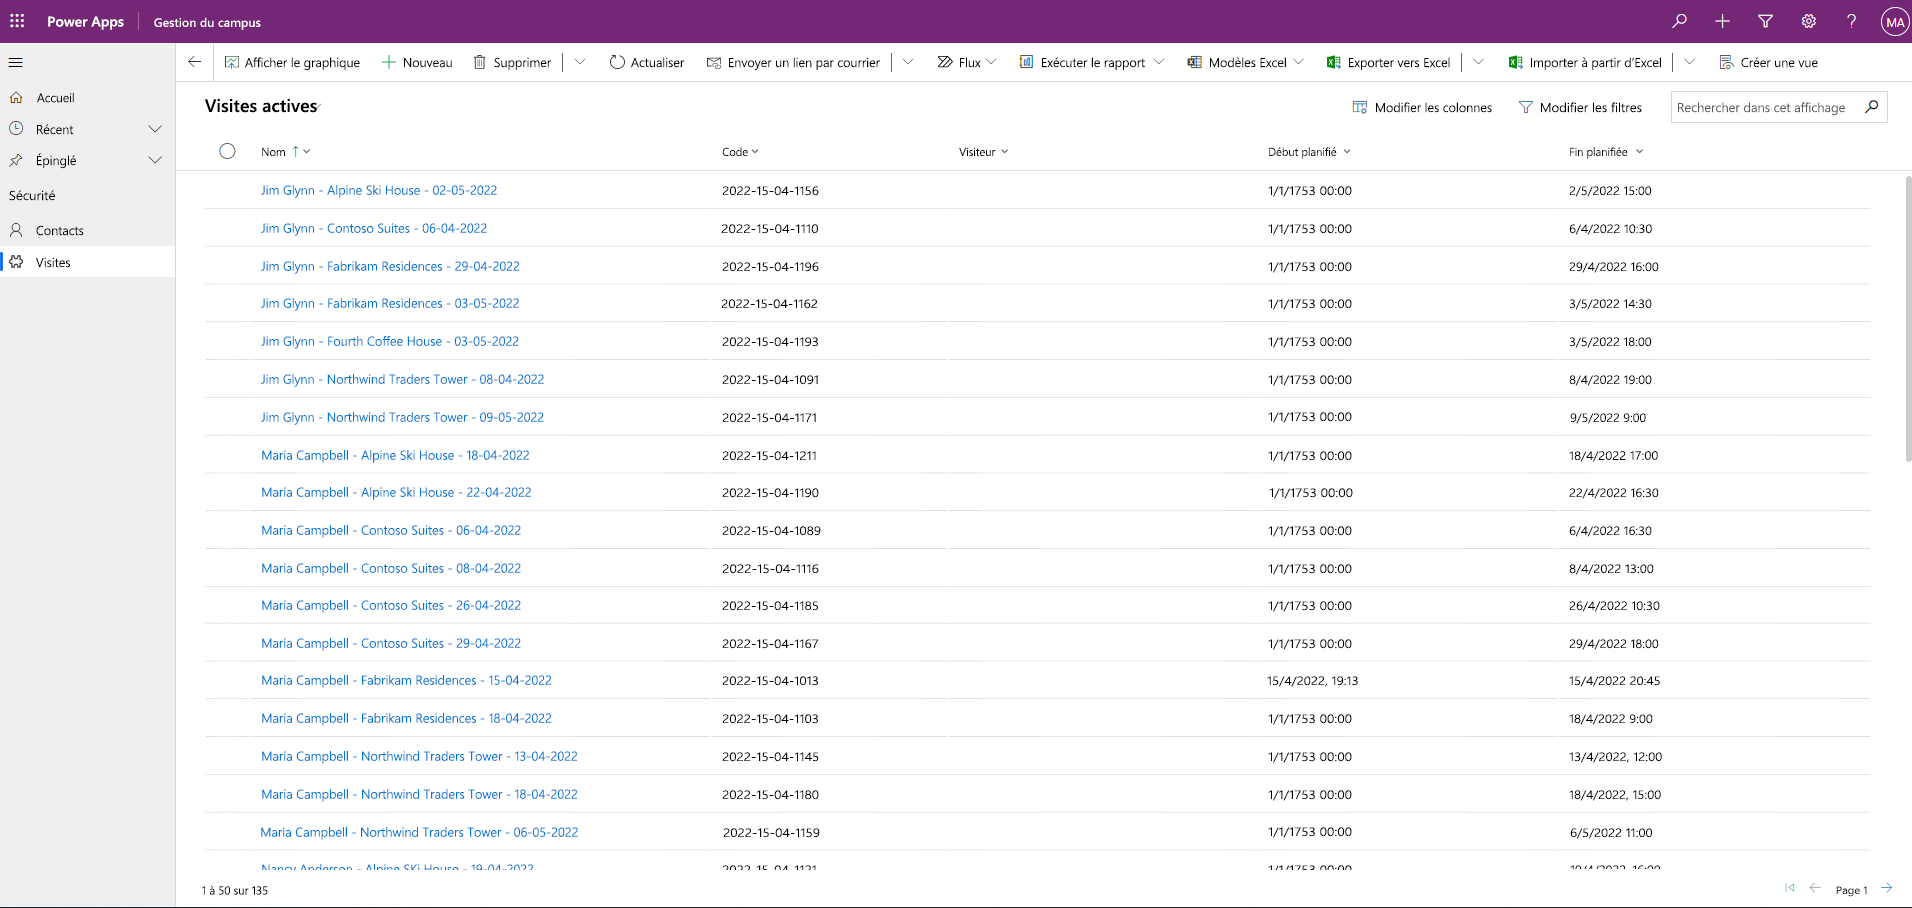 Power Apps Gestion du campus MA
Afficher le graphique Nouveau Supprimer Actualiser Envoyer un lien par courrier Flux Exécuter le rapport Modèles Excel Exporter vers Excel Importer à partir d'Excel Créer une vue
Accueil
Récent
Épinglé
Sécurité
Contacts
Visites
Visites actives Modifier les colonnes Modifier les filtres Rechercher dans cet affichage
Nom Code Visiteur Début planifié Fin planifiée
Jim Glynn - Alpine Ski House - 02-05-2022 2022-15-04-1156 1/1/1753 00:00 2/5/2022 15:00
Jim Glynn - Contoso Suites - 06-04-2022 2022-15-04-1110 1/1/1753 00:00 6/4/2022 10:30
Jim Glynn - Fabrikam Residences - 29-04-2022 2022-15-04-1196 1/1/1753 00:00 29/4/2022 16:00
Jim Glynn - Fabrikam Residences - 03-05-2022 2022-15-04-1162 1/1/1753 00:00 3/5/2022 14:30
Jim Glynn - Fourth Coffee House - 03-05-2022 2022-15-04-1193 1/1/1753 00:00 3/5/2022 18:00
Jim Glynn - Northwind Traders Tower - 08-04-2022 2022-15-04-1091 1/1/1753 00:00 8/4/2022 19:00
Jim Glynn - Northwind Traders Tower - 09-05-2022 2022-15-04-1171 1/1/1753 00:00 9/5/2022 9:00
Maria Campbell - Alpine Ski House - 18-04-2022 2022-15-04-1211 1/1/1753 00:00 18/4/2022 17:00
Maria Campbell - Alpine Ski House - 22-04-2022 2022-15-04-1190 1/1/1753 00:00 22/4/2022 16:30
Maria Campbell - Contoso Suites - 06-04-2022 2022-15-04-1089 1/1/1753 00:00 6/4/2022 16:30
Maria Campbell - Contoso Suites - 08-04-2022 2022-15-04-1116 1/1/1753 00:00 8/4/2022 13:00
Maria Campbell - Contoso Suites - 26-04-2022 2022-15-04-1185 1/1/1753 00:00 26/4/2022 10:30
Maria Campbell - Contoso Suites - 29-04-2022 2022-15-04-1167 1/1/1753 00:00 29/4/2022 18:00
Maria Campbell - Fabrikam Residences - 15-04-2022 2022-15-04-1013 15/4/2022, 19:13 15/4/2022 20:45
Maria Campbell - Fabrikam Residences - 18-04-2022 2022-15-04-1103 1/1/1753 00:00 18/4/2022 9:00
Maria Campbell - Northwind Traders Tower - 13-04-2022 2022-15-04-1145 1/1/1753 00:00 13/4/2022, 12:00
Maria Campbell - Northwind Traders Tower - 18-04-2022 2022-15-04-1180 1/1/1753 00:00 18/4/2022, 15:00
Maria Campbell - Northwind Traders Tower - 06-05-2022 2022-15-04-1159 1/1/1753 00:00 6/5/2022 11:00
Nancy Anderson - Alpine SKi House - 19-04-2022 2022-15-04-1121 1/1/1753 00:00 19/4/2022, 16:00
1 à 50 sur 135 Page 1